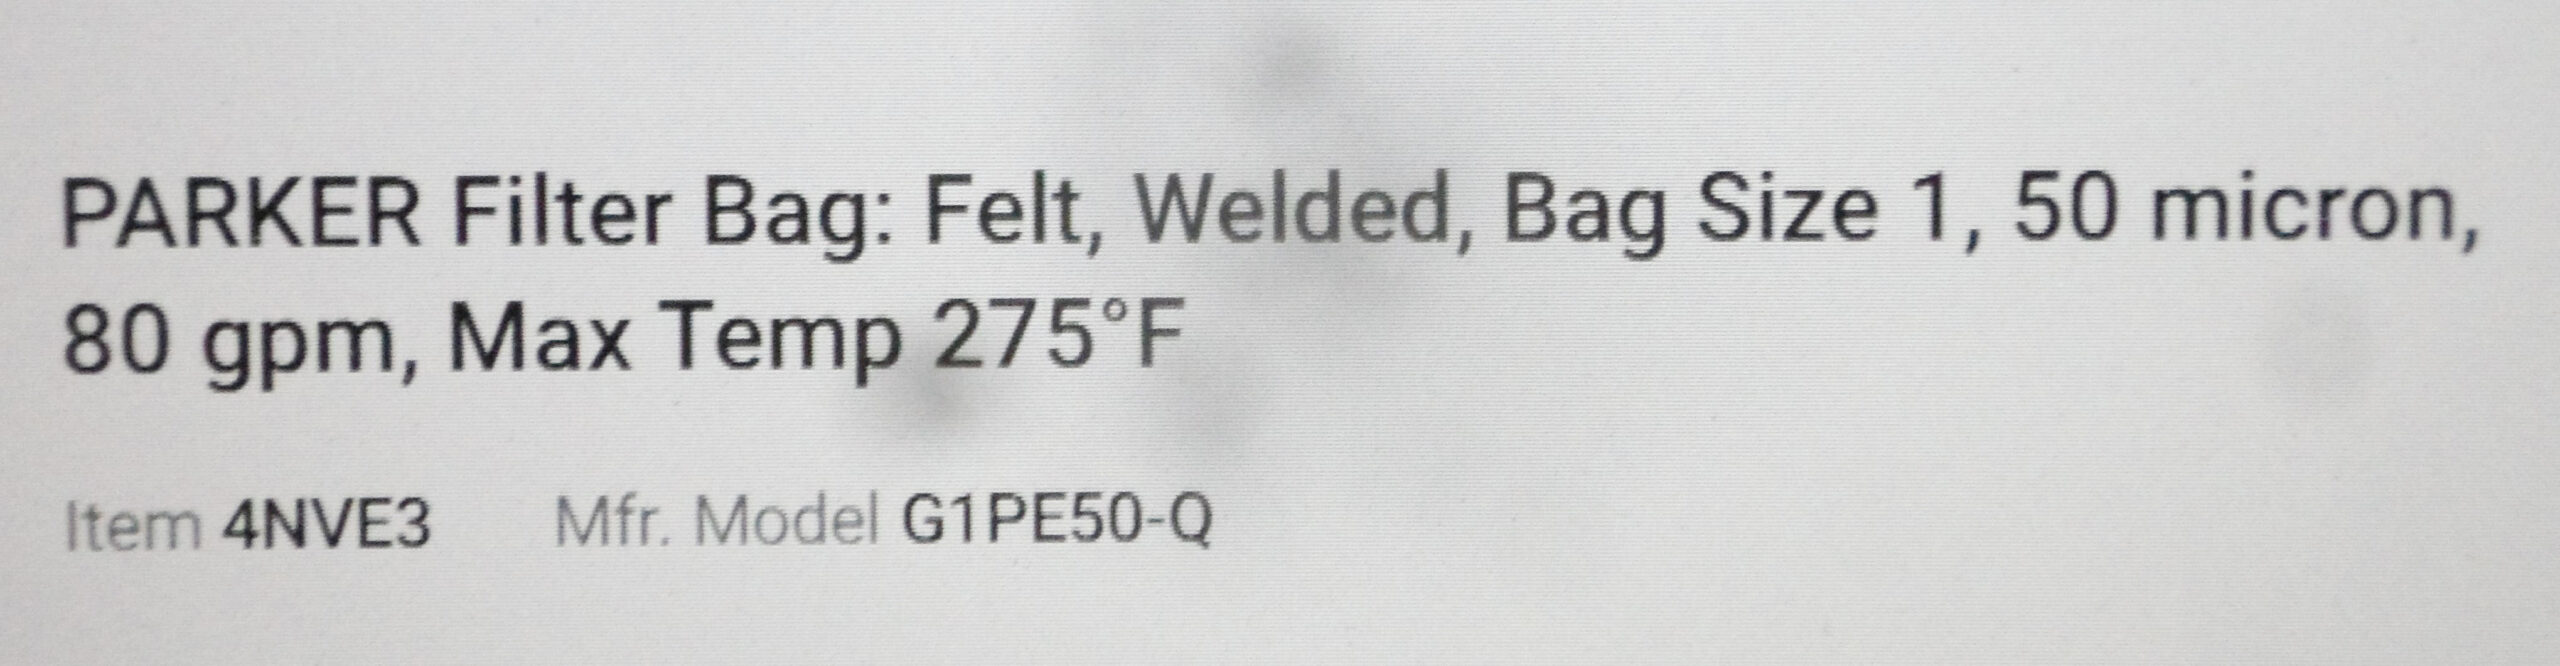 PARKER Filter Bag: Felt, Welded, Bag Size 1, 50 micron,
80 gpm, Max Temp 275°F
Item 4NVE3 Mfr. Model G1PE50-Q